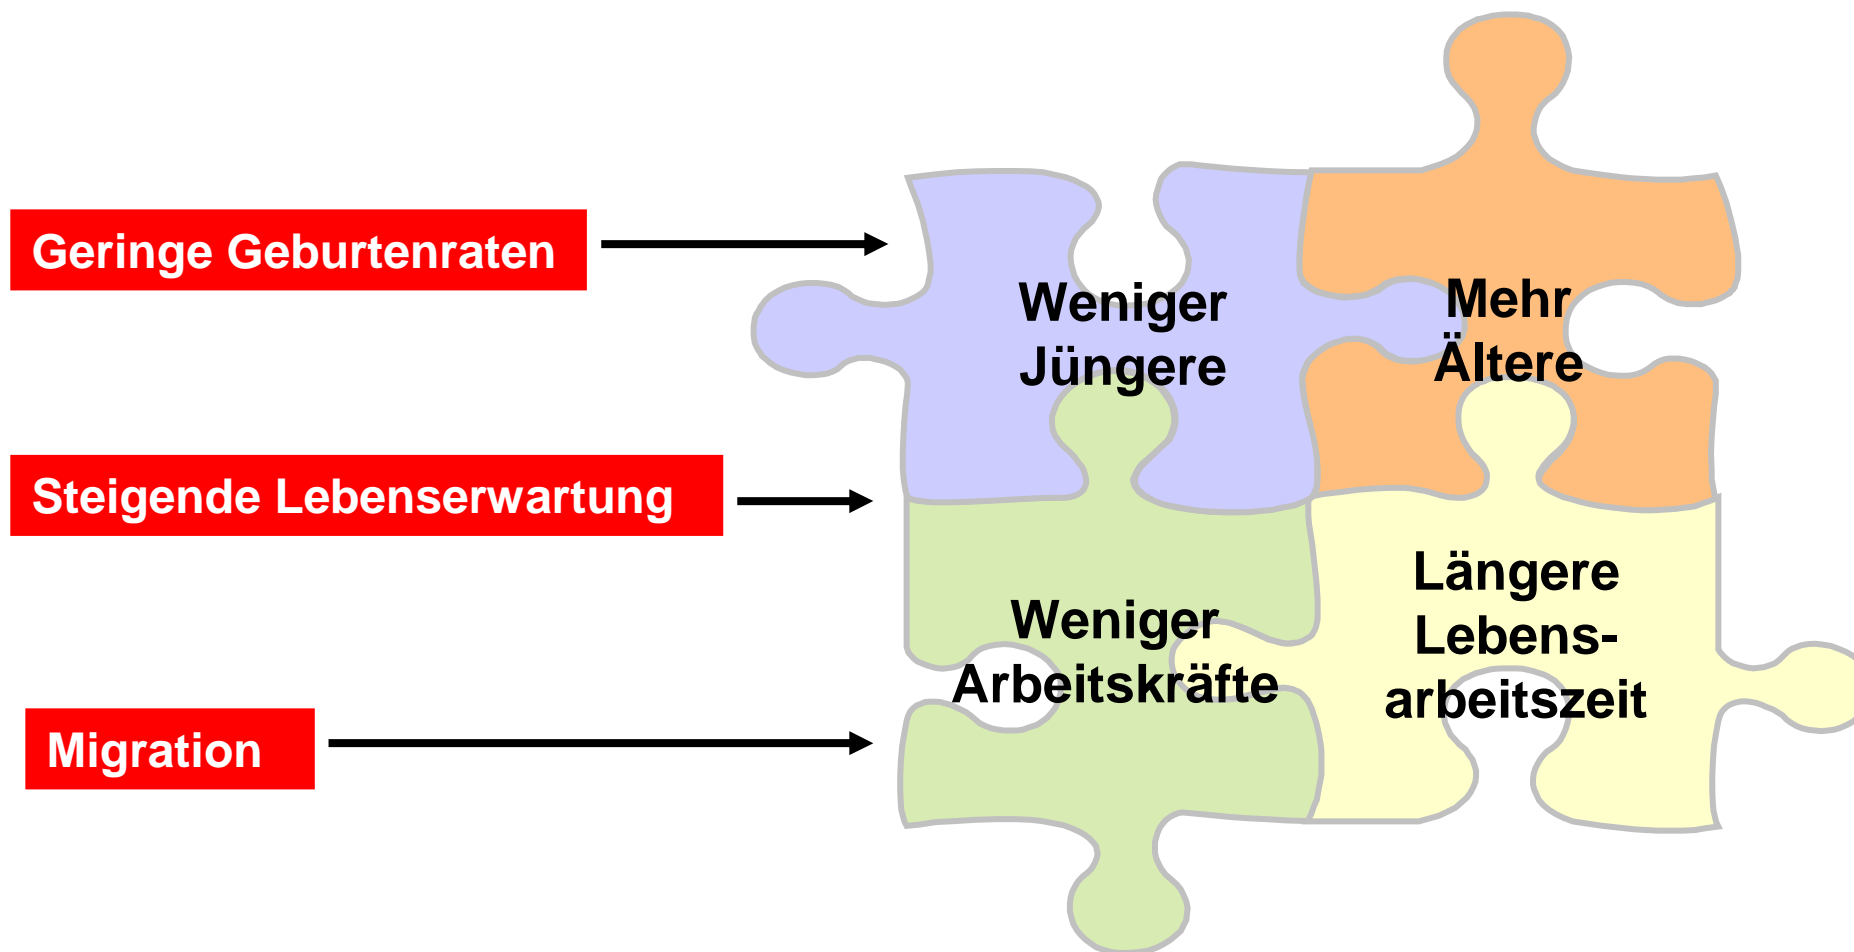 Geringe Geburtenraten
Steigende Lebenserwartung
Migration
Weniger
Jüngere
Mehr
Ältere
Weniger
Arbeitskräfte
Längere
Lebens-
arbeitszeit